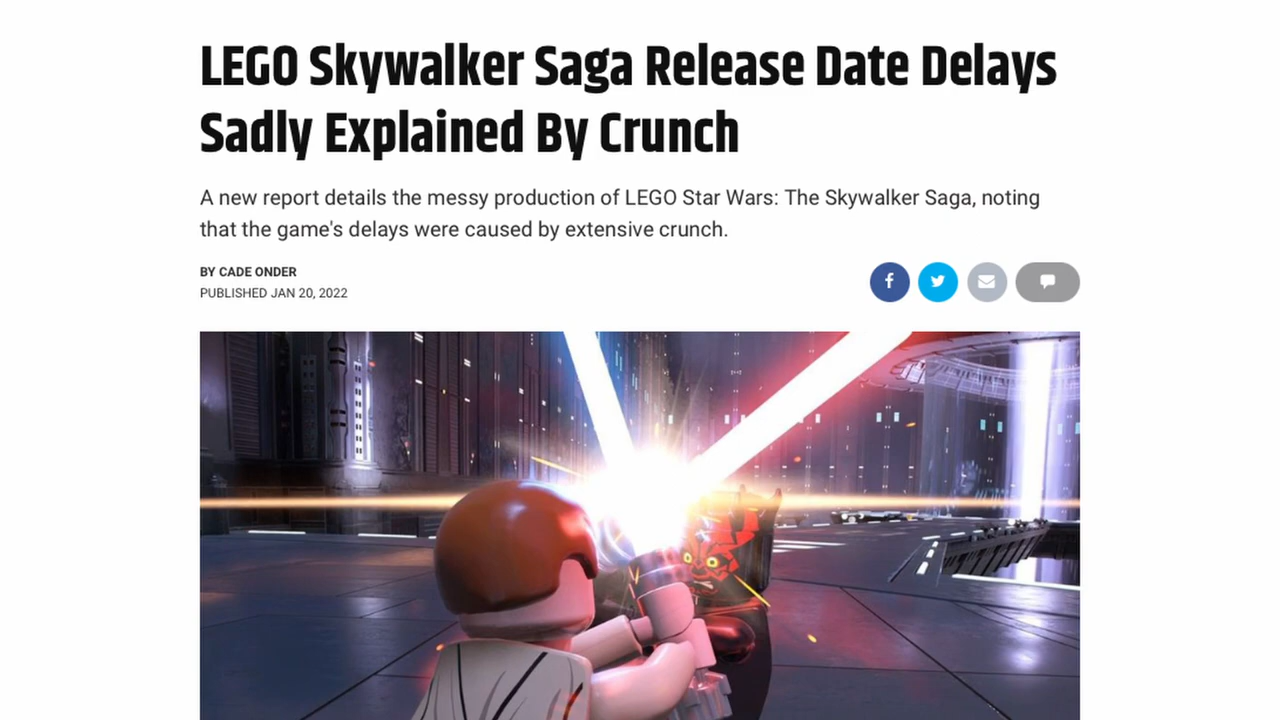 LEGO Skywalker Saga Release Date Delays
Sadly Explained By Crunch
A new report details the messy production of LEGO Star Wars: The Skywalker Saga, noting
that the game's delays were caused by extensive crunch.
BY CADE ONDER
PUBLISHED JAN 20, 2022